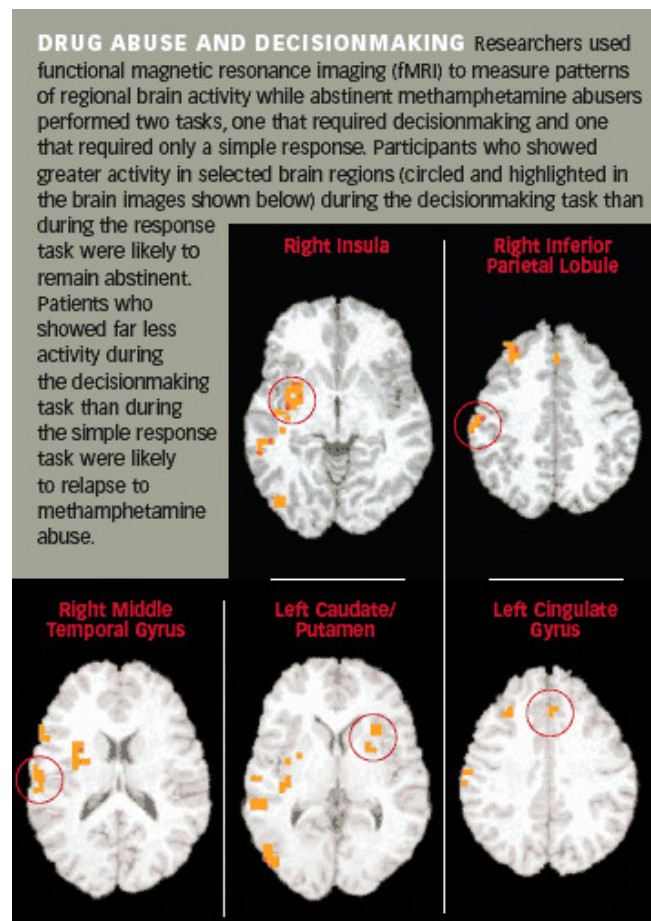 DRUG ABUSE AND DECISIONMAKING Researchers used
functional magnetic resonance imaging (fMRI) to measure patterns
of regional brain activity while abstinent methamphetamine abusers
performed two tasks, one that required decisionmaking and one
that required only a simple response. Participants who showed
greater activity in selected brain regions (circled and highlighted in
the brain images shown below) during the decisionmaking task than
during the response
task were likely to
remain abstinent.
Patients who
showed far less
activity during
the decisionmaking
task than during
the simple response
task were likely
to relapse to
methamphetamine
abuse.
Right Insula
Right Inferior
Parietal Lobule
Right Middle
Temporal Gyrus
Left Caudate/
Putamen
Left Cingulate
Gyrus